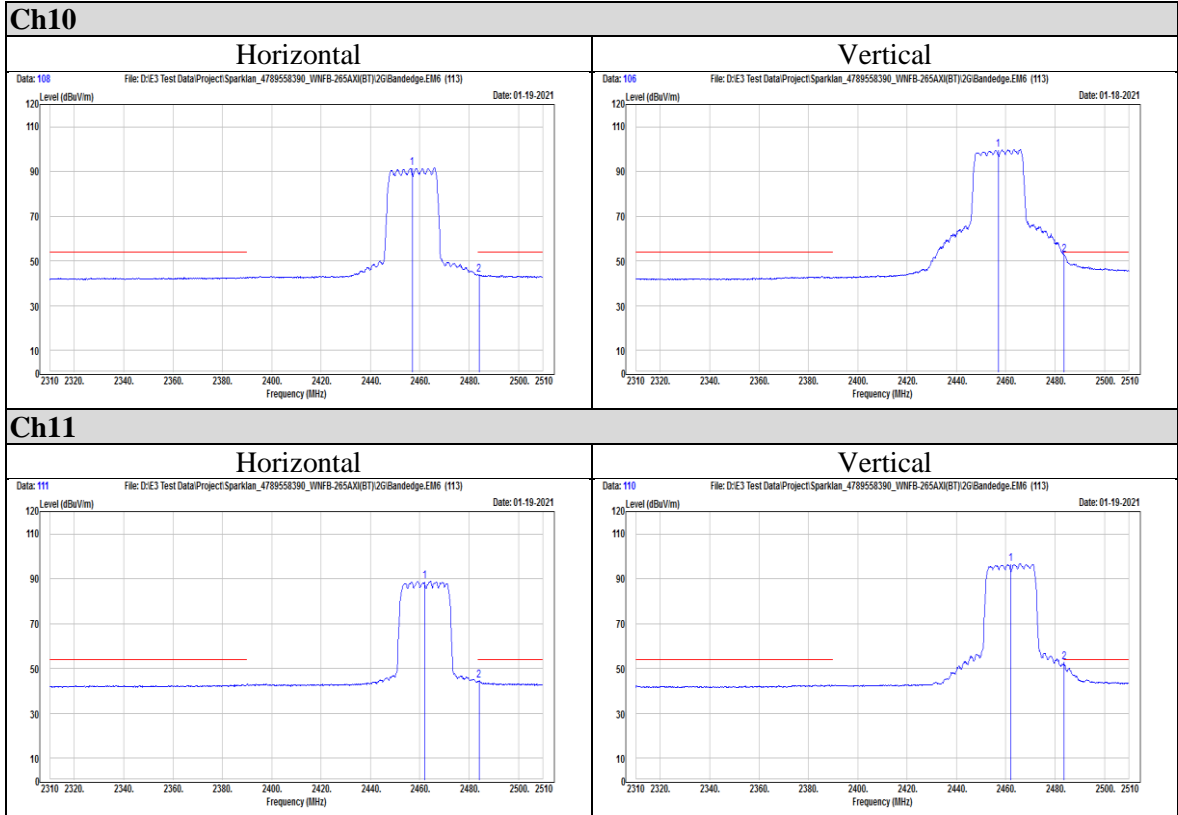 Ch10
Horizontal Vertical
Data: 108 File: D:\E3 Test Data\Project\Sparklan_4789558390_WNFB-265AXI(BT)\2G\Bandedge.EM6 (113)
120 Level (dBuV/m) Date: 01-19-2021
110
90
70
50
30
10
0
1
2
2310 2320. 2340. 2360. 2380. 2400. 2420. 2440. 2460. 2480. 2500. 2510
Frequency (MHz)
Data: 106 File: D:\E3 Test Data\Project\Sparklan_4789558390_WNFB-265AXI(BT)\2G\Bandedge.EM6 (113)
120 Level (dBuV/m) Date: 01-18-2021
110
90
70
50
30
10
0
1
2
2310 2320. 2340. 2360. 2380. 2400. 2420. 2440. 2460. 2480. 2500. 2510
Frequency (MHz)
Ch11
Horizontal Vertical
Data: 111 File: D:\E3 Test Data\Project\Sparklan_4789558390_WNFB-265AXI(BT)\2G\Bandedge.EM6 (113)
120 Level (dBuV/m) Date: 01-19-2021
110
90
70
50
30
10
0
1
2
2310 2320. 2340. 2360. 2380. 2400. 2420. 2440. 2460. 2480. 2500. 2510
Frequency (MHz)
Data: 110 File: D:\E3 Test Data\Project\Sparklan_4789558390_WNFB-265AXI(BT)\2G\Bandedge.EM6 (113)
120 Level (dBuV/m) Date: 01-19-2021
110
90
70
50
30
10
0
1
2
2310 2320. 2340. 2360. 2380. 2400. 2420. 2440. 2460. 2480. 2500. 2510
Frequency (MHz)